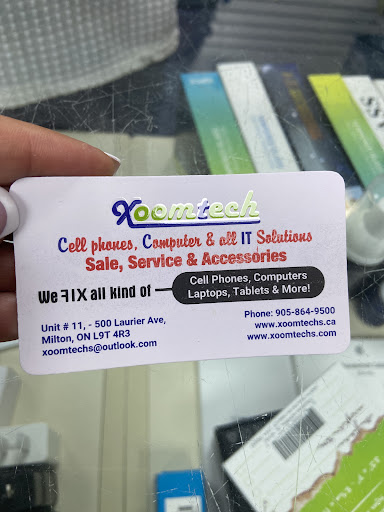 Xoomtech
Cell phones, Computer & all IT Solutions
Sale, Service & Accessories
We FIX all kind of
Cell Phones, Computers
Laptops, Tablets & More!
Unit # 11, - 500 Laurier Ave,
Milton, ON L9T 4R3
xoomtechs@outlook.com
Phone: 905-864-9500
www.xoomtechs.ca
www.xoomtechs.com